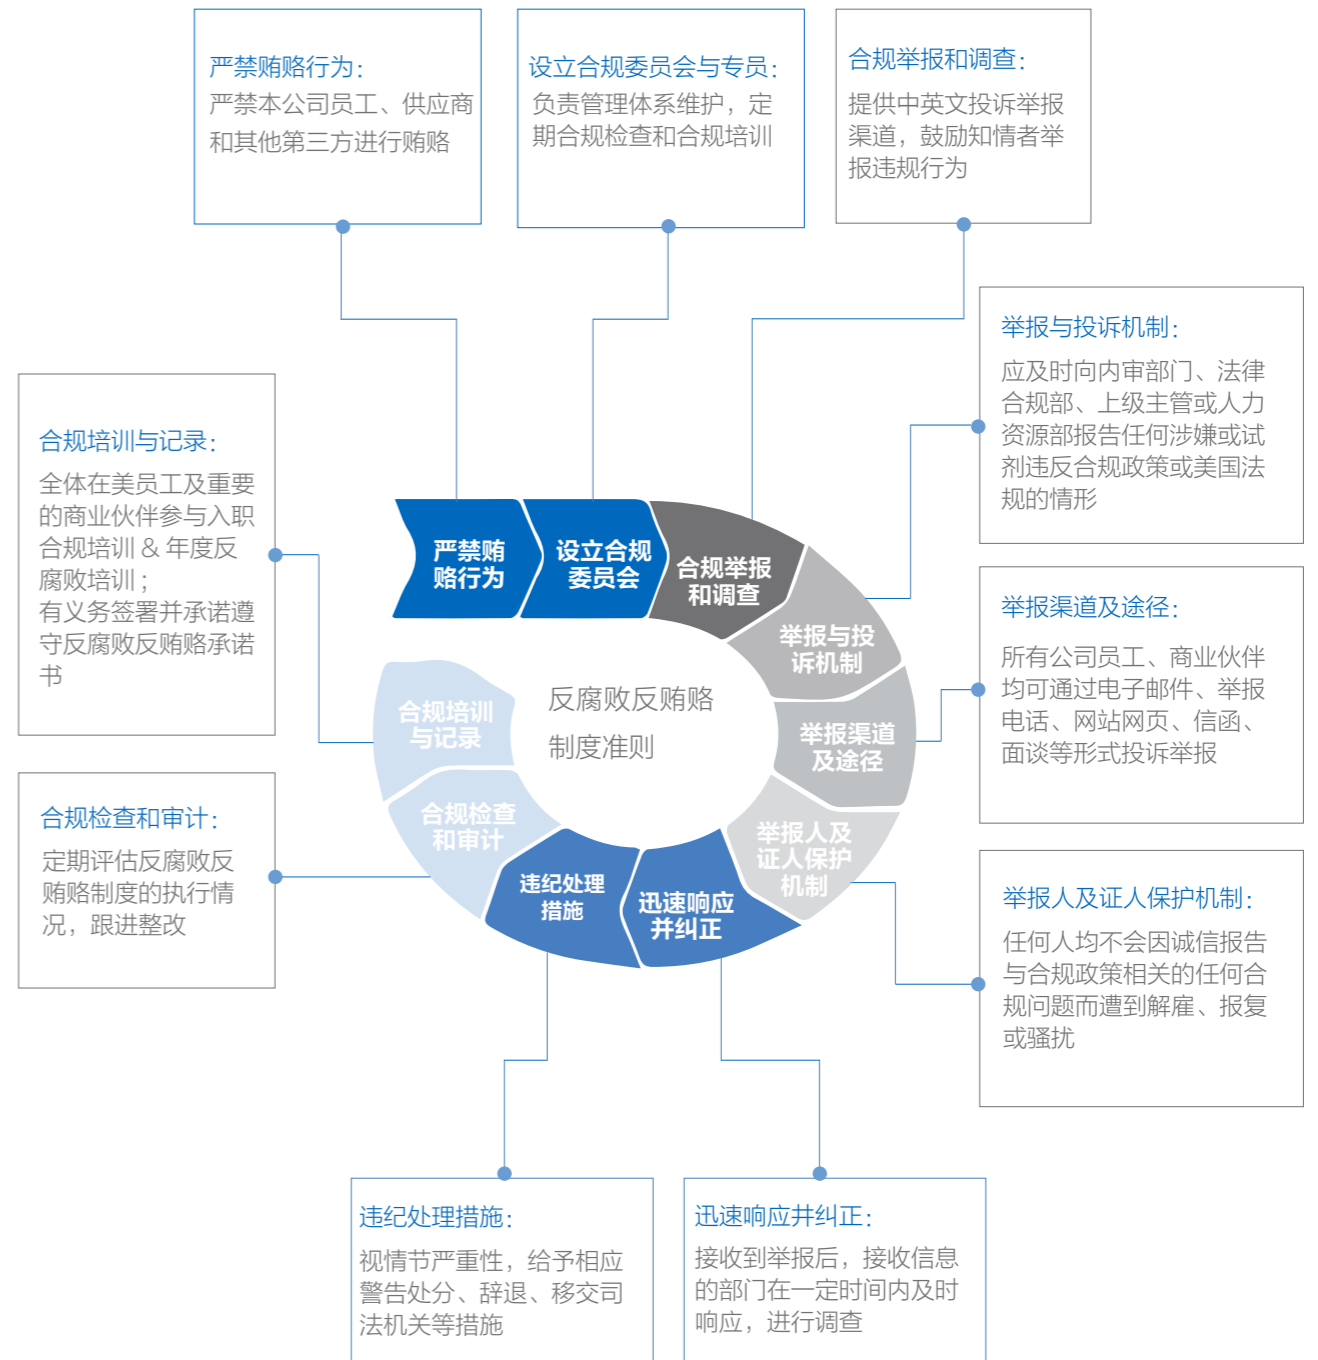 严禁贿赂行为：
严禁本公司员工、供应商
和其他第三方进行贿赂
设立合规委员会与专员：
负责管理体系维护，定
期合规检查和合规培训
合规举报和调查：
提供中英文投诉举报
渠道，鼓励知情者举
报违规行为
举报与投诉机制：
应及时向内审部门、法律
合规部、上级主管或人力
资源部报告任何涉嫌或试
剂违反合规政策或美国法
规的情形
举报渠道及途径：
所有公司员工、商业伙伴
均可通过电子邮件、举报
电话、网站网页、信函、
面谈等形式投诉举报
举报人及证人保护机制：
任何人均不会因诚信报告
与合规政策相关的任何合
规问题而遭到解雇、报复
或骚扰
迅速响应并纠正：
接收到举报后，接收信息
的部门在一定时间内及时
响应，进行调查
违纪处理措施：
视情节严重性，给予相应
警告处分、辞退、移交司
法机关等措施
合规检查和审计：
定期评估反腐败反
贿赂制度的执行情
况，跟进整改
合规培训与记录：
全体在美员工及重要
的商业伙伴参与入职
合规培训 & 年度反
腐败培训；
有义务签署并承诺遵
守反腐败反贿赂承诺
书
严禁贿
赂行为
设立合规
委员会
合规举报
和调查
举报与投
诉机制
举报渠道
及途径
举报人及
证人保护
机制
迅速响应
并纠正
违纪处理
措施
合规检查
和审计
合规培训
与记录
反腐败反贿赂
制度准则